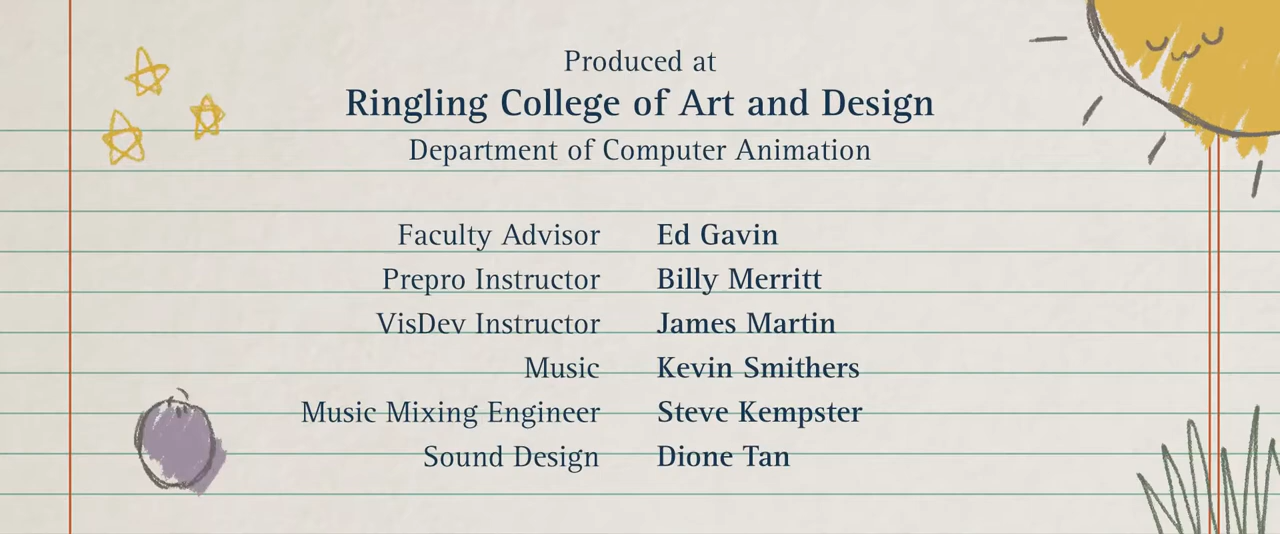 Produced at
Ringling College of Art and Design
Department of Computer Animation
Faculty Advisor Ed Gavin
Prepro Instructor Billy Merritt
VisDev Instructor James Martin
Music Kevin Smithers
Music Mixing Engineer Steve Kempster
Sound Design Dione Tan